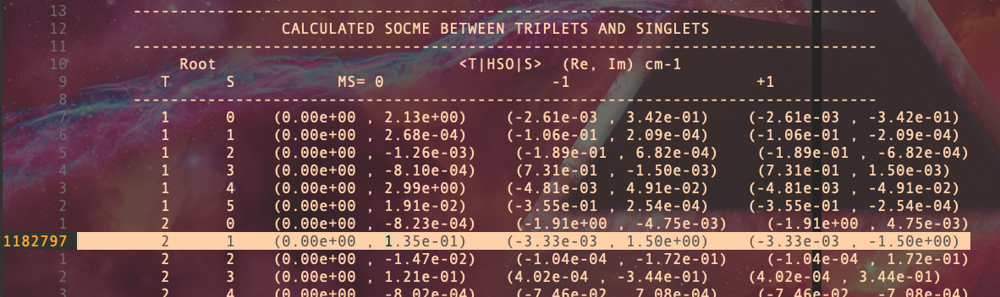 13 --------------------------------------------------------------------------------
12 CALCULATED SOCME BETWEEN TRIPLETS AND SINGLETS
11 --------------------------------------------------------------------------------
10 Root <T|HSO|S> (Re, Im) cm-1
9 T S MS= 0 -1 +1
8 --------------------------------------------------------------------------------
7 1 0 (0.00e+00 , 2.13e+00) (-2.61e-03 , 3.42e-01) (-2.61e-03 , -3.42e-01)
6 1 1 (0.00e+00 , 2.68e-04) (-1.06e-01 , 2.09e-04) (-1.06e-01 , -2.09e-04)
5 1 2 (0.00e+00 , -1.26e-03) (-1.89e-01 , 6.82e-04) (-1.89e-01 , -6.82e-04)
4 1 3 (0.00e+00 , -8.10e-04) (7.31e-01 , -1.50e-03) (7.31e-01 , 1.50e-03)
3 1 4 (0.00e+00 , 2.99e+00) (-4.81e-03 , 4.91e-02) (-4.81e-03 , -4.91e-02)
2 1 5 (0.00e+00 , 1.91e-02) (-3.55e-01 , 2.54e-04) (-3.55e-01 , -2.54e-04)
1 2 0 (0.00e+00 , -8.23e-04) (-1.91e+00 , -4.75e-03) (-1.91e+00 , 4.75e-03)
1182797 2 1 (0.00e+00 , 1.35e-01) (-3.33e-03 , 1.50e+00) (-3.33e-03 , -1.50e+00)
1 2 2 (0.00e+00 , -1.47e-02) (-1.04e-04 , -1.72e-01) (-1.04e-04 , 1.72e-01)
2 2 3 (0.00e+00 , 1.21e-01) (4.02e-04 , -3.44e-01) (4.02e-04 , 3.44e-01)
3 2 4 (0.00e+00 , -8.02e-04) (-7.46e-02 , 7.08e-04) (-7.46e-02 , -7.08e-04)